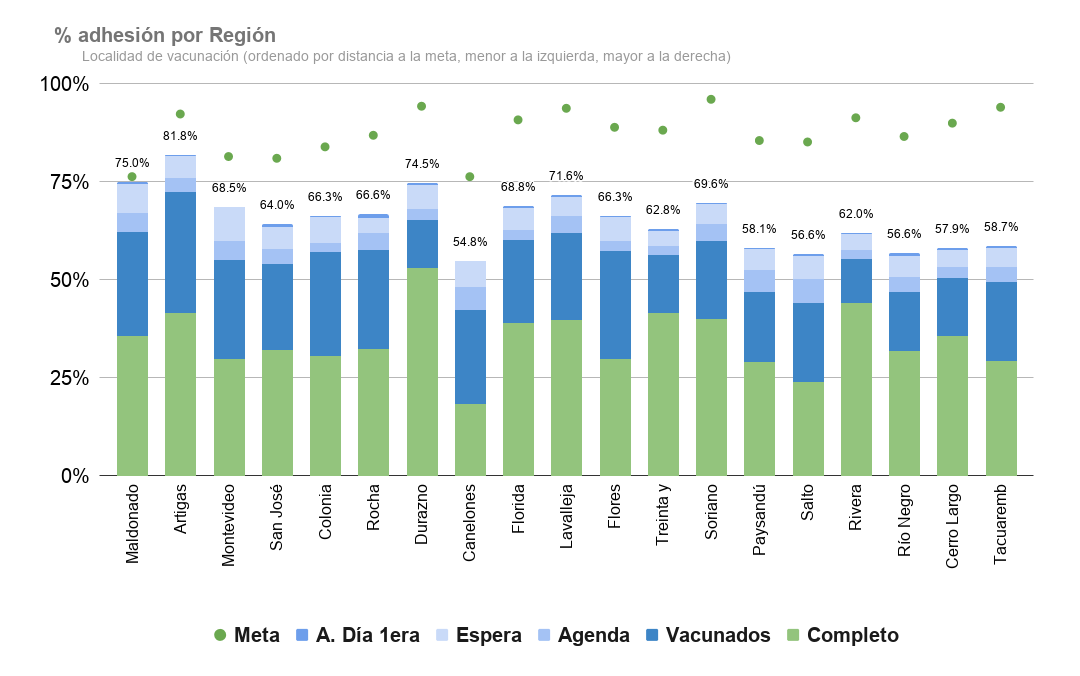 % adhesión por Región
Localidad de vacunación (ordenado por distancia a la meta, menor a la izquierda, mayor a la derecha)
100%
75%
50%
25%
0%
75.0%
81.8%
68.5%
64.0%
66.3%
66.6%
74.5%
54.8%
68.8%
71.6%
66.3%
62.8%
69.6%
58.1%
56.6%
62.0%
56.6%
57.9%
58.7%
Maldonado
Artigas
Montevideo
San José
Colonia
Rocha
Durazno
Canelones
Florida
Lavalleja
Flores
Treinta y
Soriano
Paysandú
Salto
Rivera
Río Negro
Cerro Largo
Tacuaremb
Meta
A. Día 1era
Espera
Agenda
Vacunados
Completo